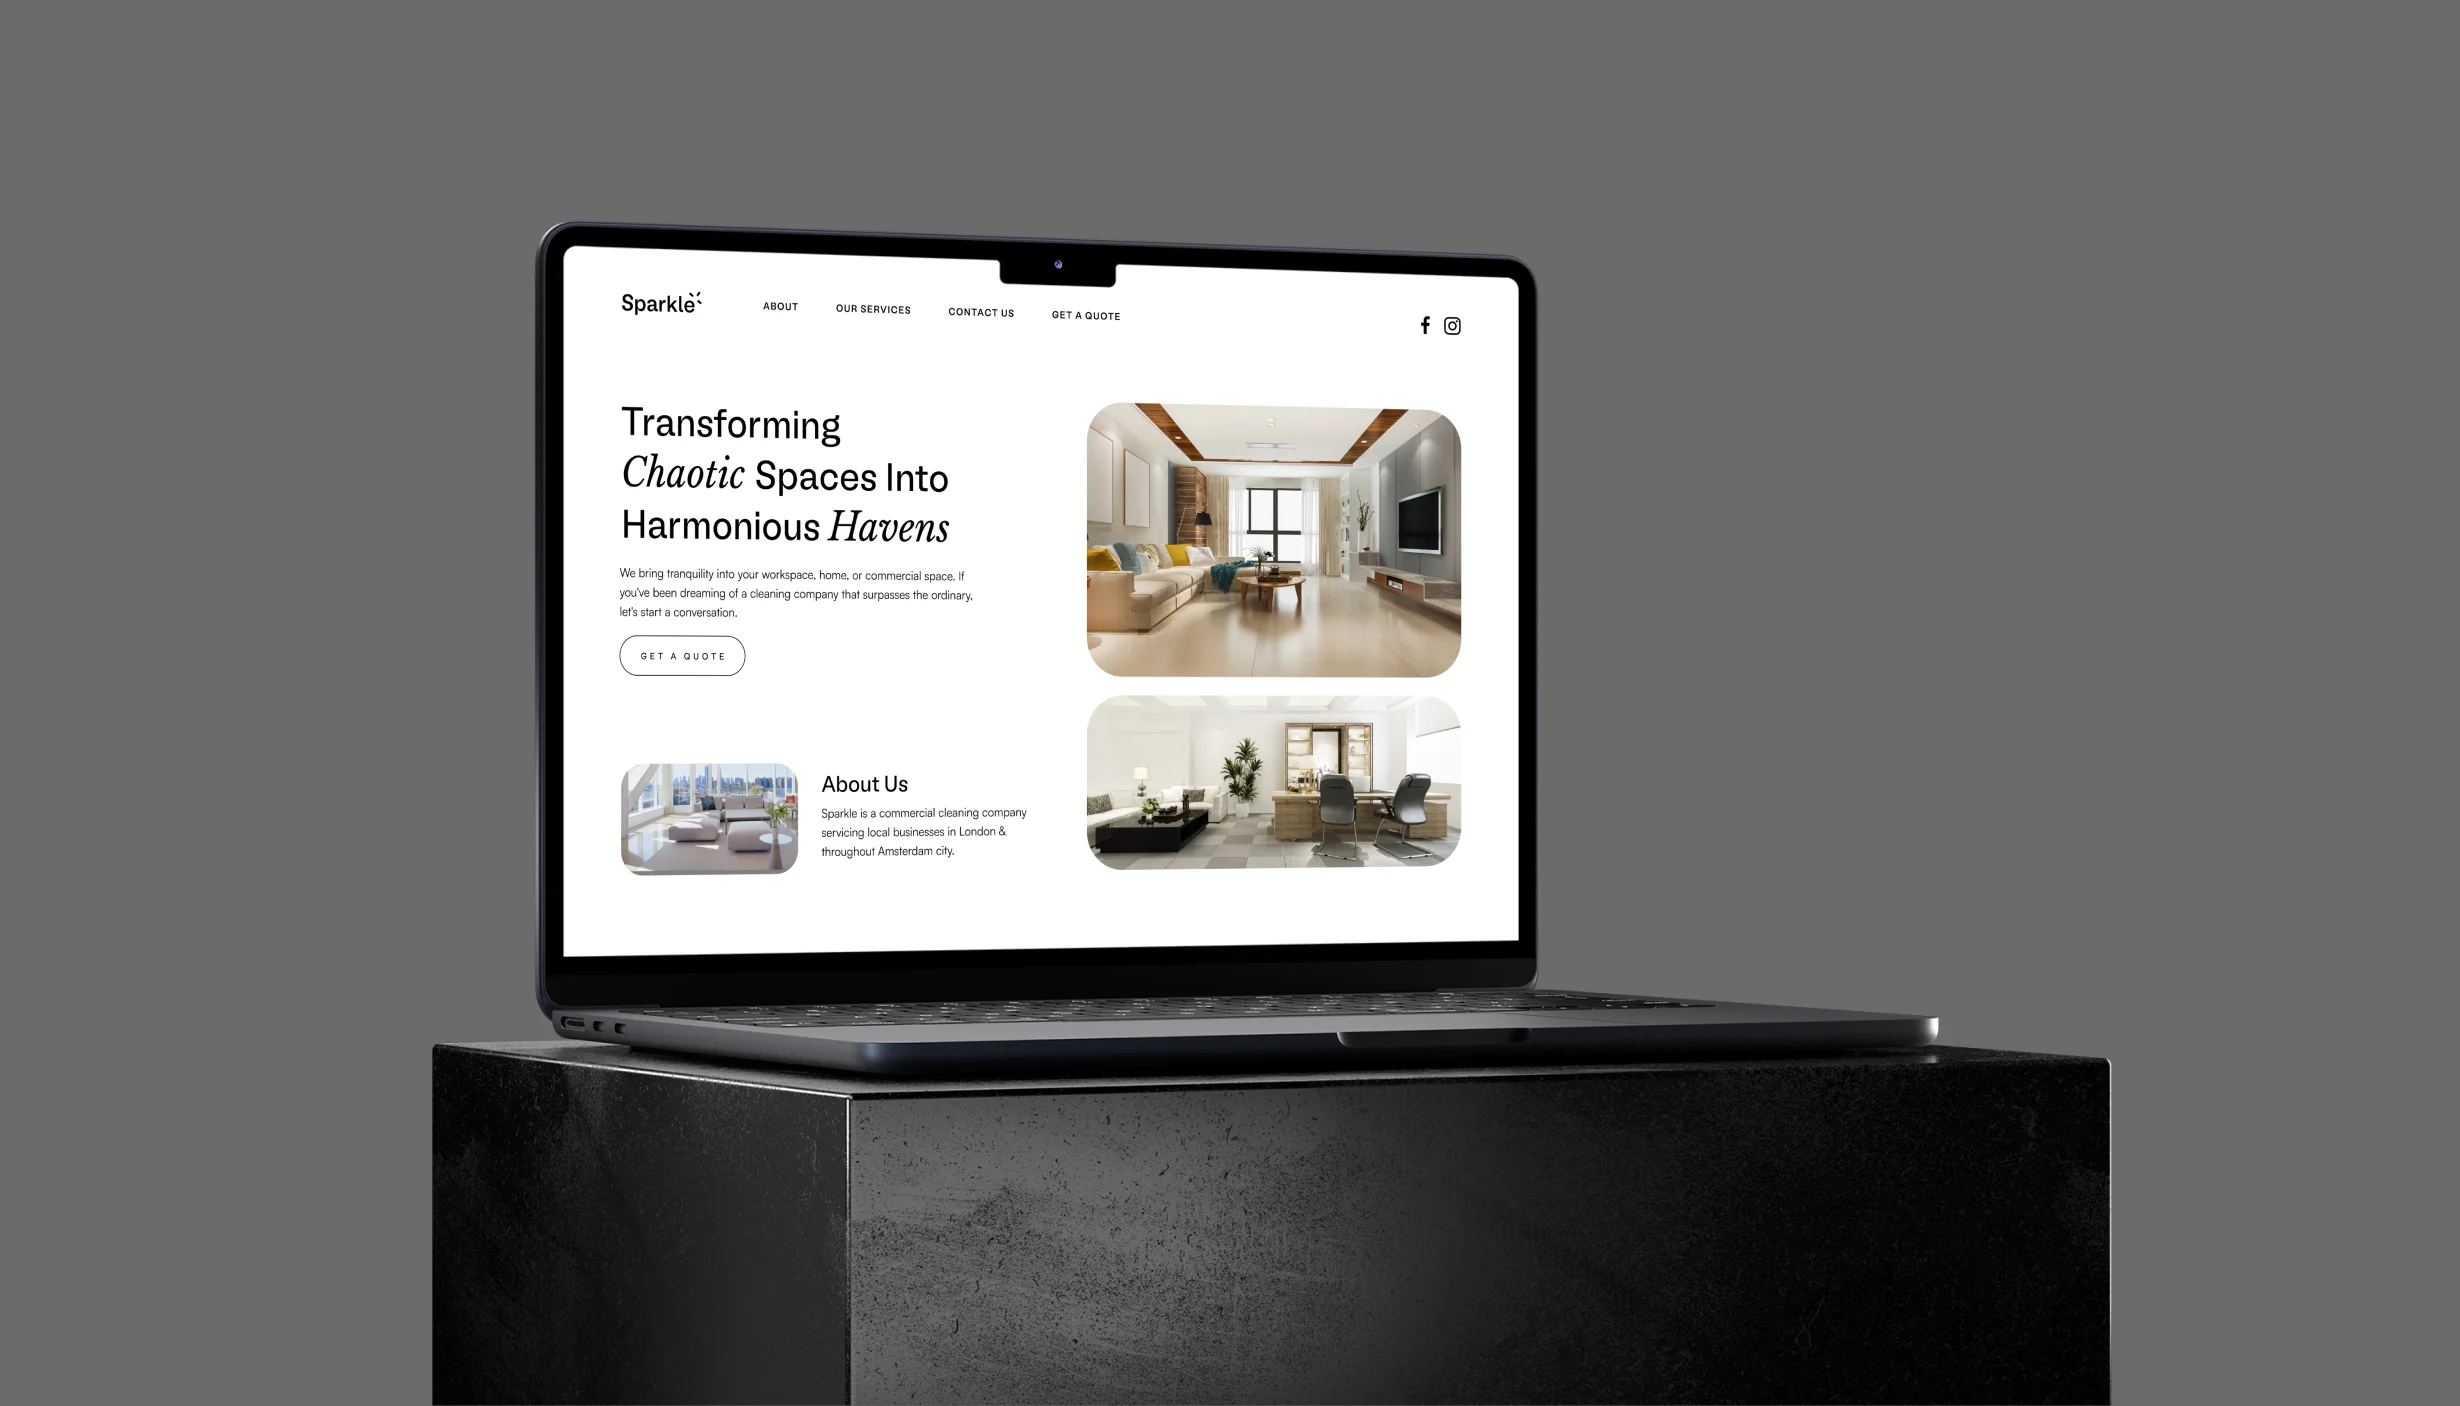 Sparkle
ABOUT
OUR SERVICES
CONTACT US
GET A QUOTE
Transforming
Chaotic Spaces Into
Harmonious Havens
We bring tranquility into your workspace, home, or commercial space. If
you've been dreaming of a cleaning company that surpasses the ordinary,
let's start a conversation.
GET A QUOTE
About Us
Sparkle is a commercial cleaning company
servicing local businesses in London &
throughout Amsterdam city.